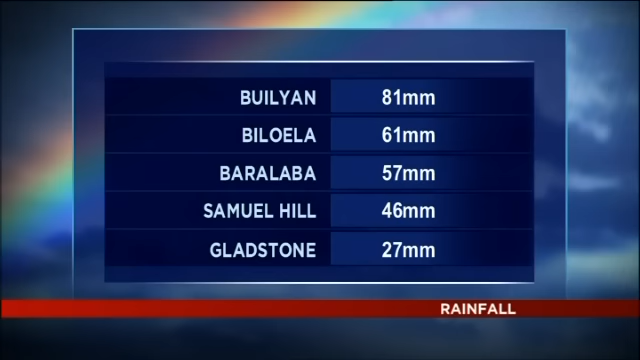 BUILYAN 81mm
BILOELA 61mm
BARALABA 57mm
SAMUEL HILL 46mm
GLADSTONE 27mm
RAINFALL